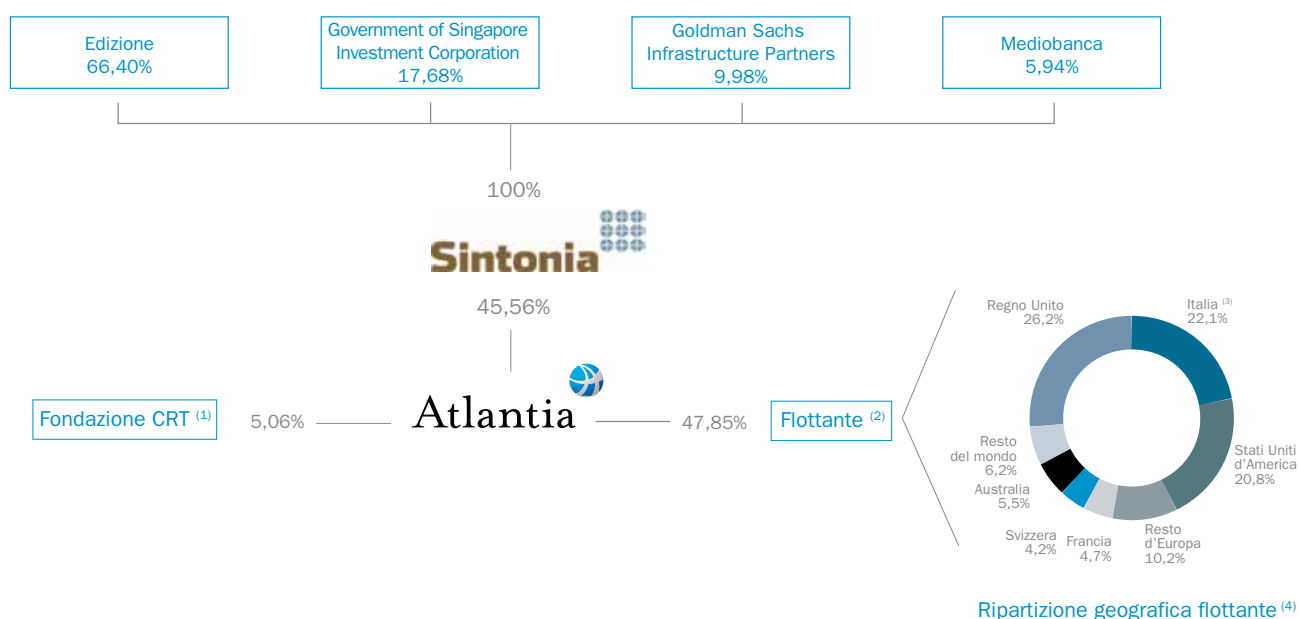 Edizione
66,40%
Government of Singapore
Investment Corporation
17,68%
Goldman Sachs
Infrastructure Partners
9,98%
Mediobanca
5,94%
100%
Sintonia
45,56%
Fondazione CRT (1)
5,06%
Atlantia
47,85%
Flottante (2)
Regno Unito
26,2%
Italia (3)
22,1%
Stati Uniti
d'America
20,8%
Resto
d'Europa
10,2%
Francia
4,7%
Svizzera
4,2%
Australia
5,5%
Resto
del mondo
6,2%
Ripartizione geografica flottante (4)